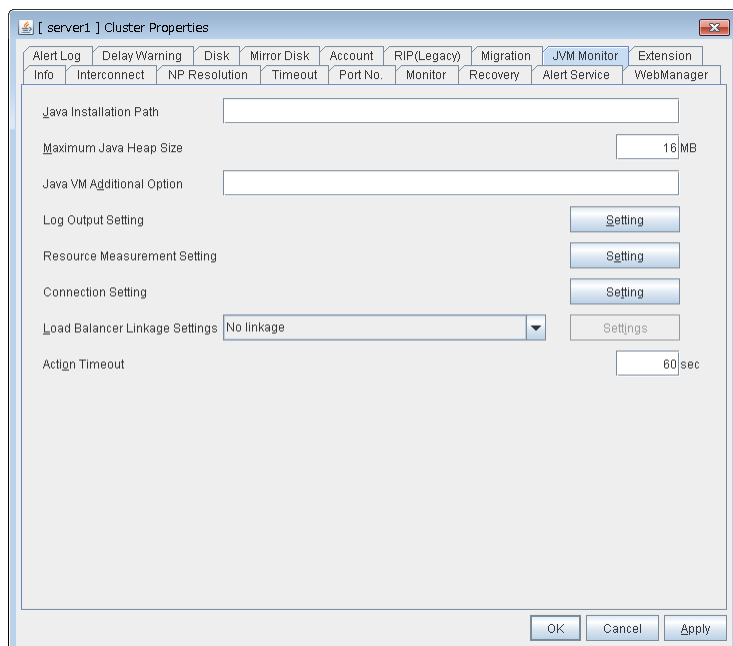 [ server1 ] Cluster Properties
Alert Log Delay Warning Disk Mirror Disk Account RIP(Legacy) Migration JVM Monitor Extension
Info Interconnect NP Resolution Timeout Port No. Monitor Recovery Alert Service WebManager
Java Installation Path
Maximum Java Heap Size 16 MB
Java VM Additional Option
Log Output Setting Setting
Resource Measurement Setting Setting
Connection Setting Setting
Load Balancer Linkage Settings No linkage Settings
Action Timeout 60 sec
OK Cancel Apply